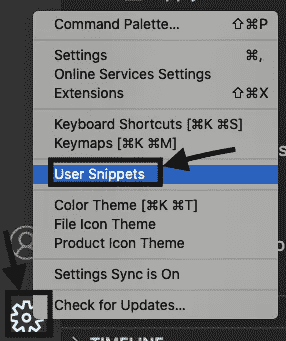 Command Palette... ⇧⌘P
Settings ⌘,
Online Services Settings
Extensions ⇧⌘X
Keyboard Shortcuts [⌘K ⌘S]
Keymaps [⌘K ⌘M]
User Snippets
Color Theme [⌘K ⌘T]
File Icon Theme
Product Icon Theme
Settings Sync is On
Check for Updates...
TIMELINE